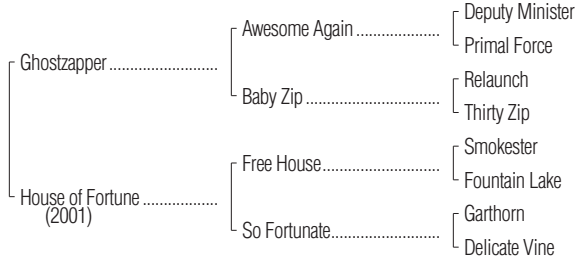 Deputy Minister
Awesome Again ....................
Primal Force
Ghostzapper ..........................
Relaunch
Baby Zip ................................
Thirty Zip
Smokester
Free House ............................
Fountain Lake
House of Fortune ..................
(2001)
Garthorn
So Fortunate ..........................
Delicate Vine